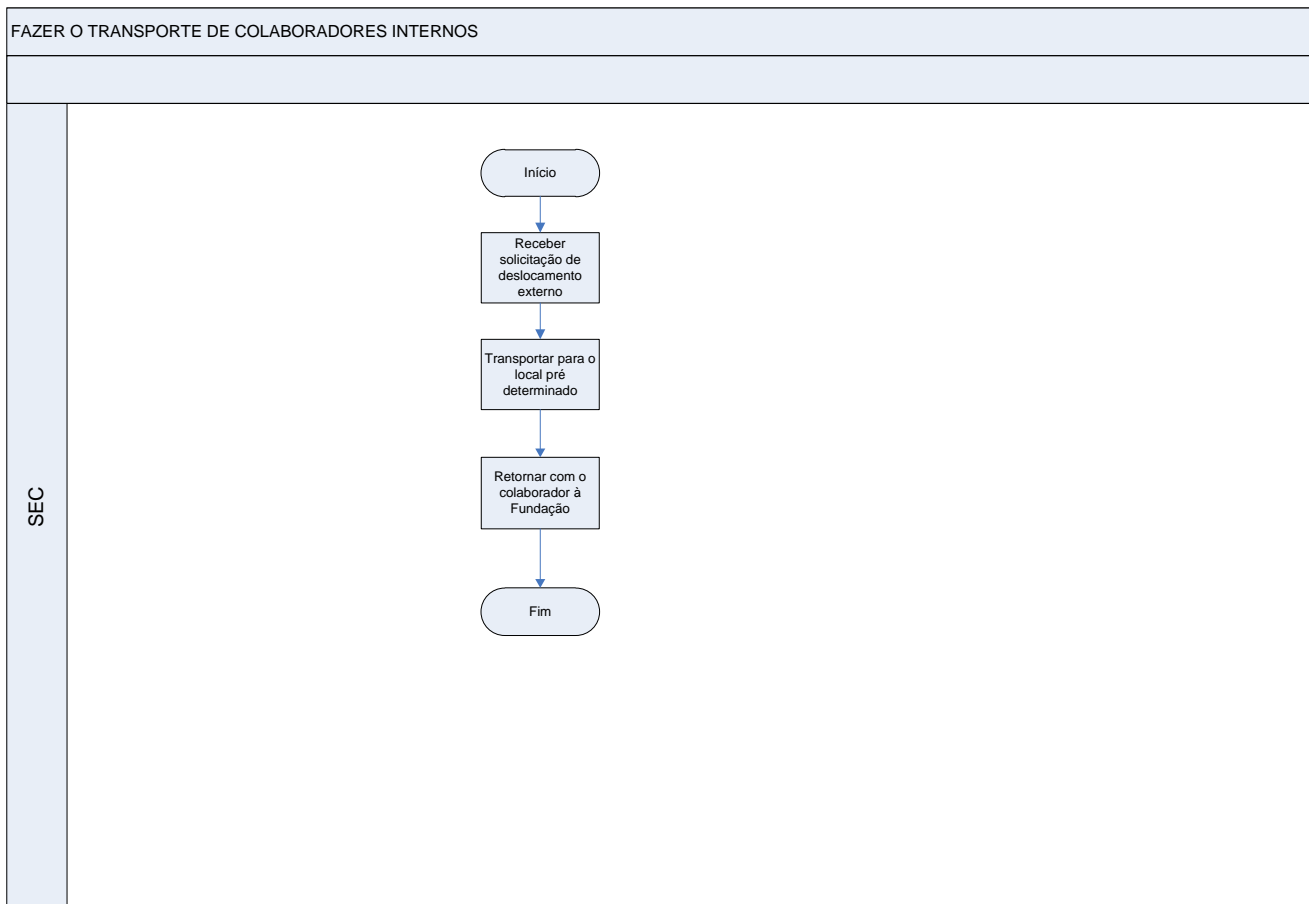 FAZER O TRANSPORTE DE COLABORADORES INTERNOS
Início
Receber
solicitação de
deslocamento
externo
Transportar para o
local pré
determinado
Retornar com o
colaborador à
Fundação
Fim
SEC